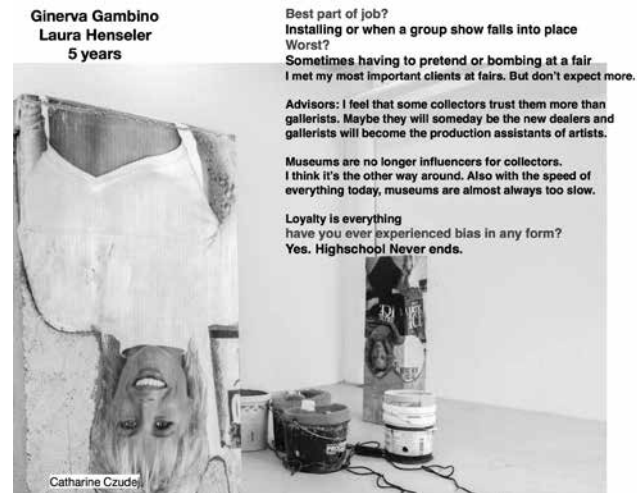 Ginerva Gambino
Laura Henseler
5 years
Best part of job?
Installing or when a group show falls into place
Worst?
Sometimes having to pretend or bombing at a fair
I met my most important clients at fairs. But don't expect more.
Advisors: I feel that some collectors trust them more than
gallerists. Maybe they will someday be the new dealers and
gallerists will become the production assistants of artists.
Museums are no longer influencers for collectors.
I think it's the other way around. Also with the speed of
everything today, museums are almost always too slow.
Loyalty is everything
have you ever experienced bias in any form?
Yes. Highschool Never ends.
Catharine Czudej